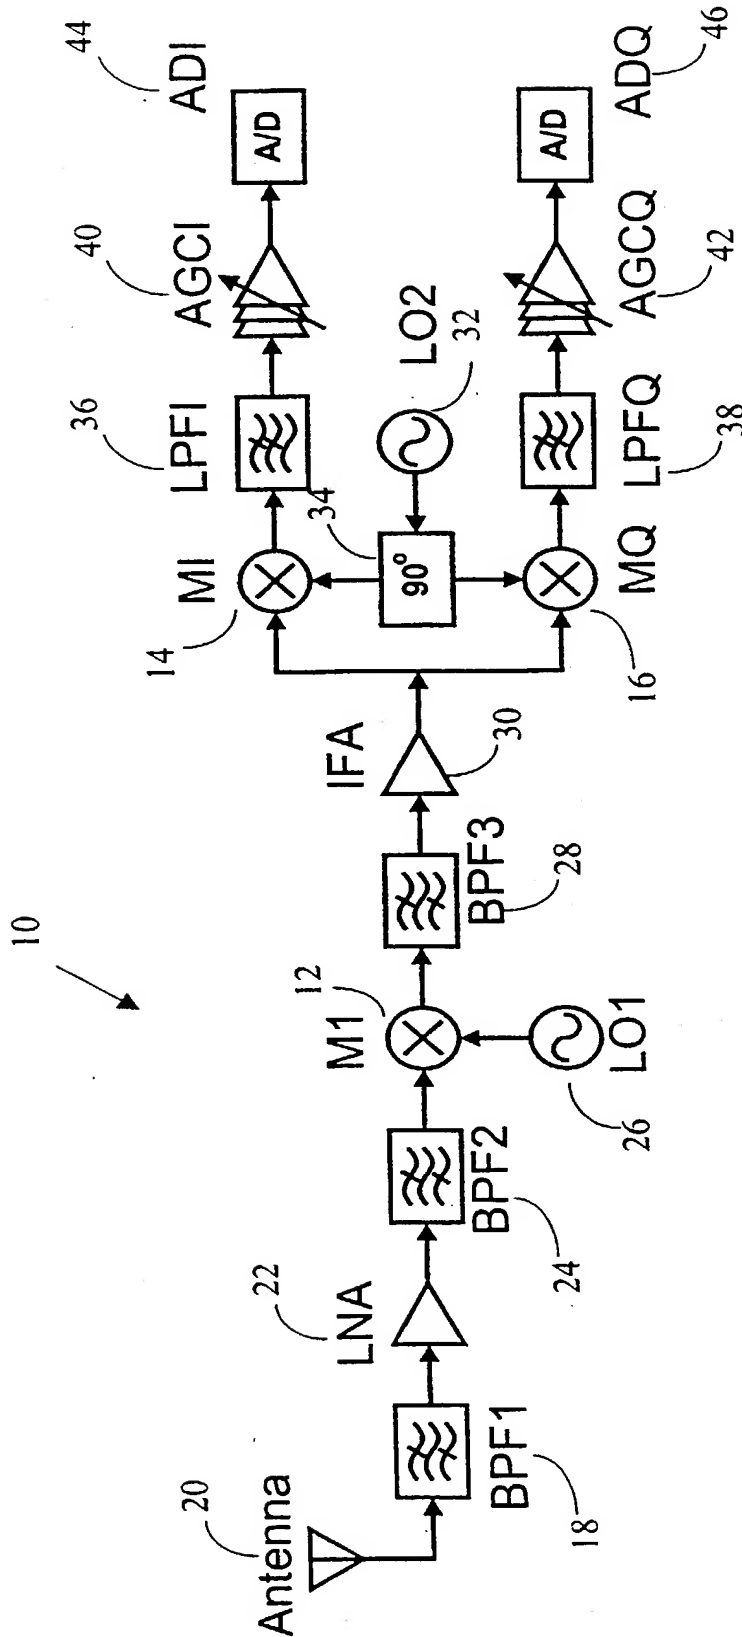 10
Antenna
20
BPF1
18
LNA
22
BPF2
24
M1
12
LO1
26
BPF3
28
IFA
30
MI
14
90°
34
LO2
32
MQ
16
LPFI
36
LPFQ
38
AGCI
40
AGCQ
42
A/D
ADI
44
A/D
ADQ
46